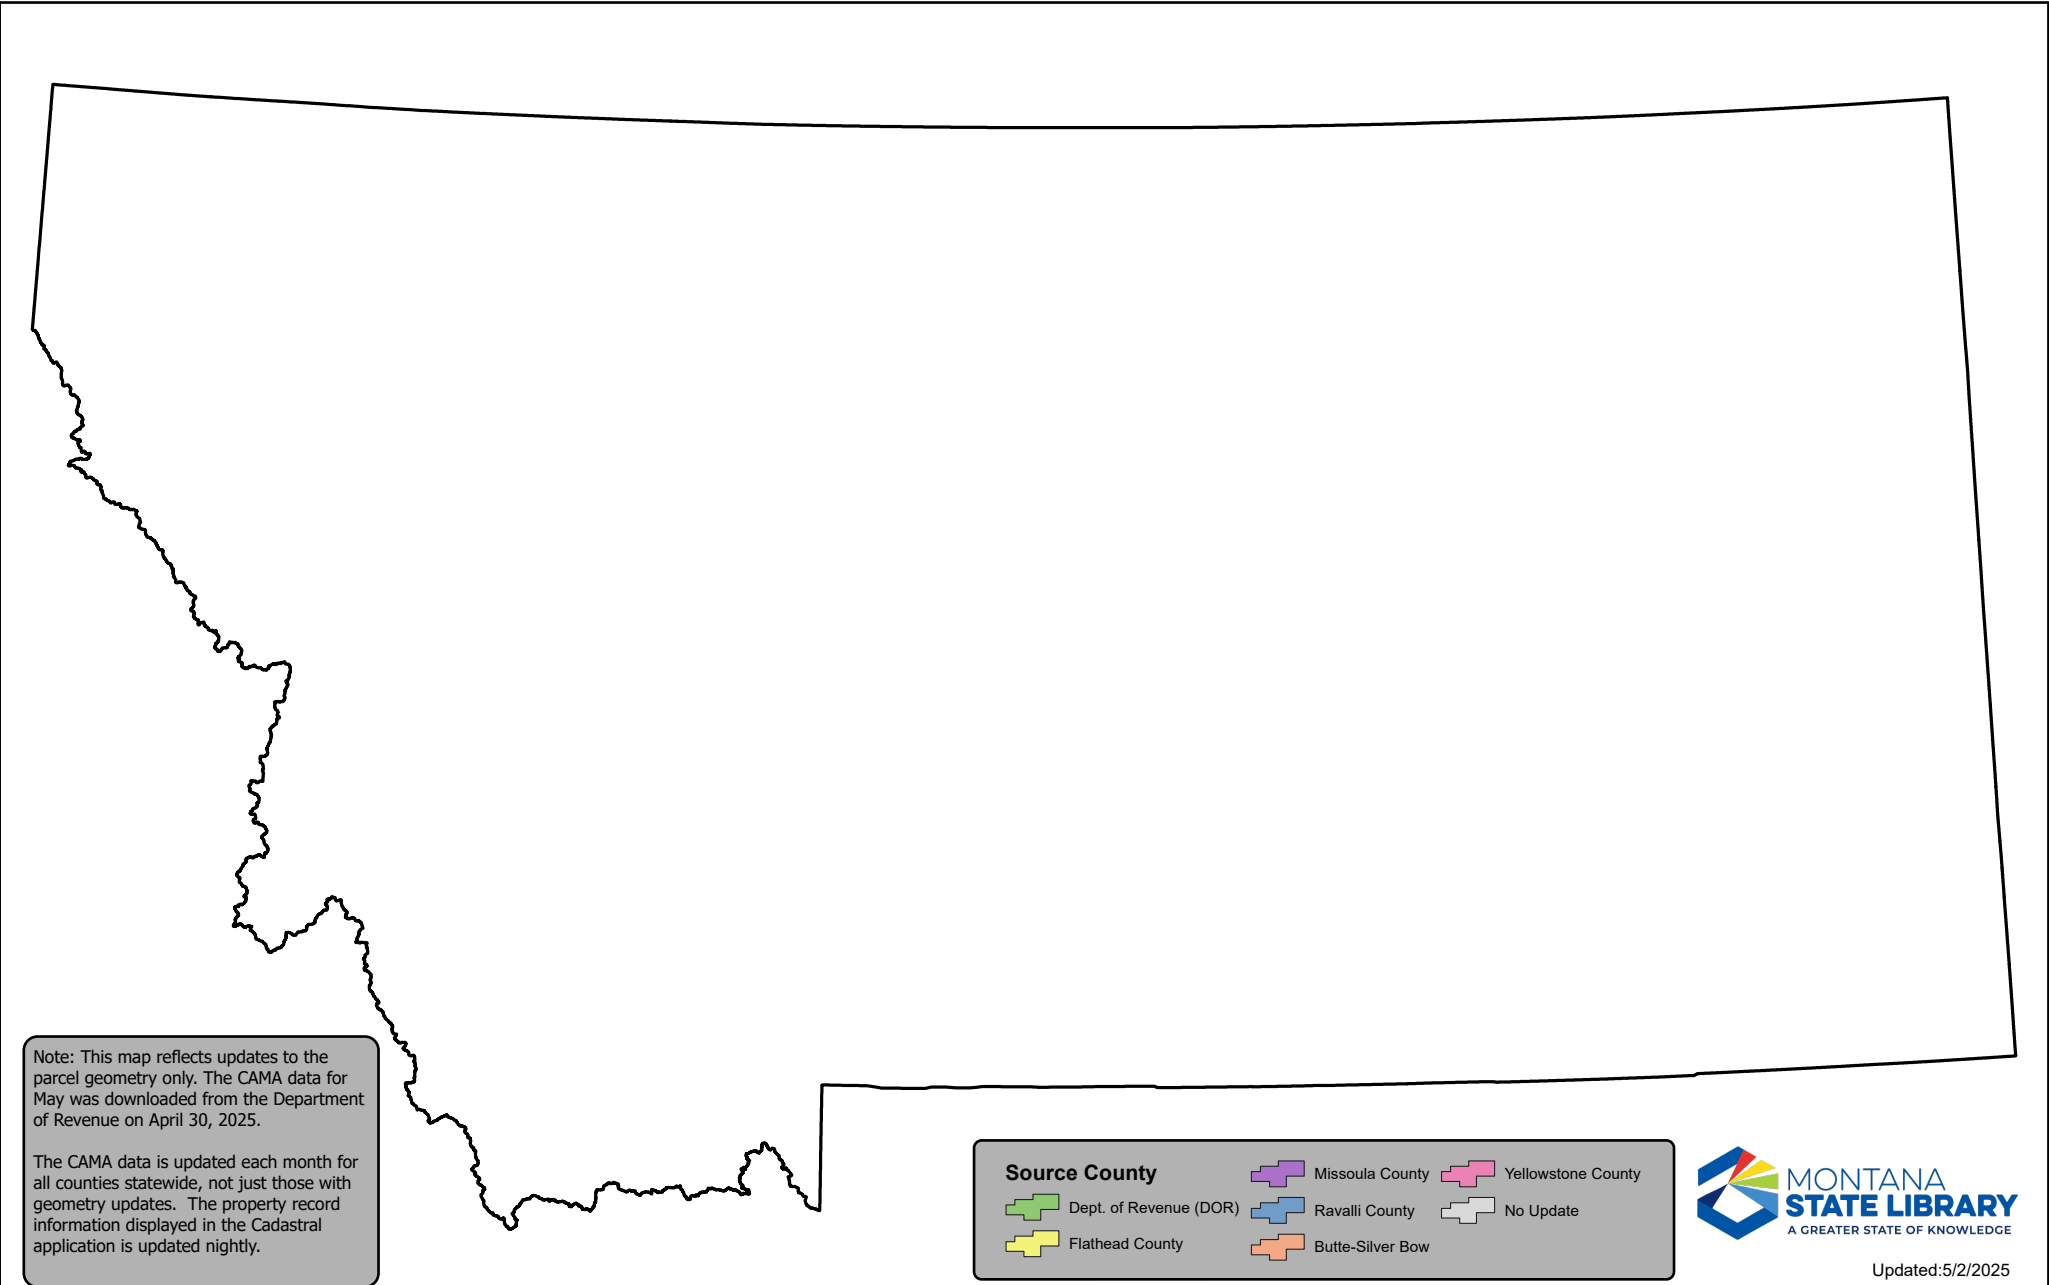 Note: This map reflects updates to the
parcel geometry only. The CAMA data for
May was downloaded from the Department
of Revenue on April 30, 2025.
The CAMA data is updated each month for
all counties statewide, not just those with
geometry updates.  The property record
information displayed in the Cadastral
application is updated nightly.
Source County
Dept. of Revenue (DOR)
Flathead County
Missoula County
Ravalli County
Butte-Silver Bow
Yellowstone County
No Update
MONTANA
STATE LIBRARY
A GREATER STATE OF KNOWLEDGE
Updated:5/2/2025